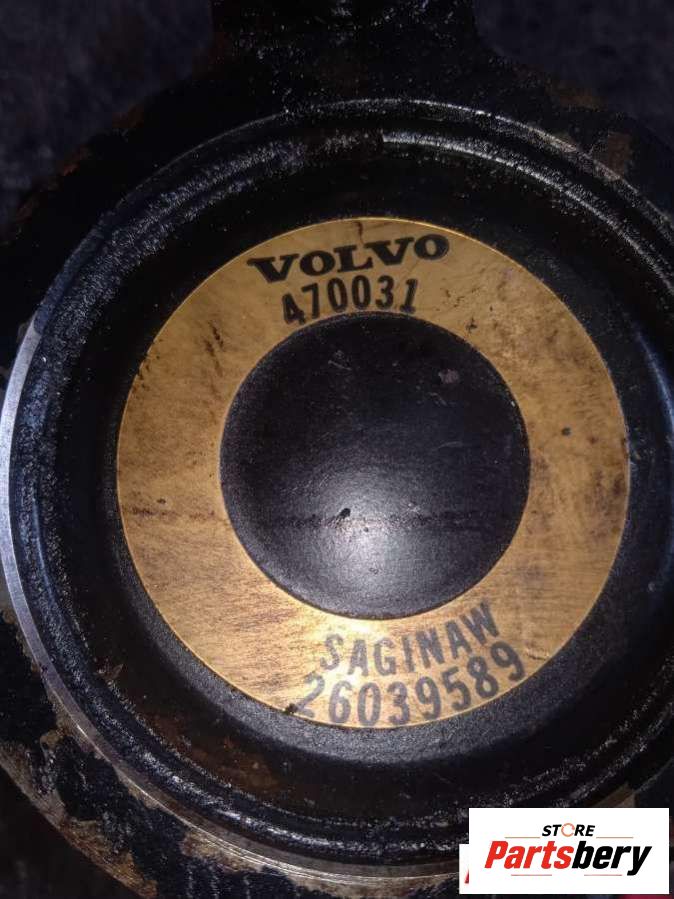 VOLVO
470031
SAGINAW
26039589
STORE
Partsbery